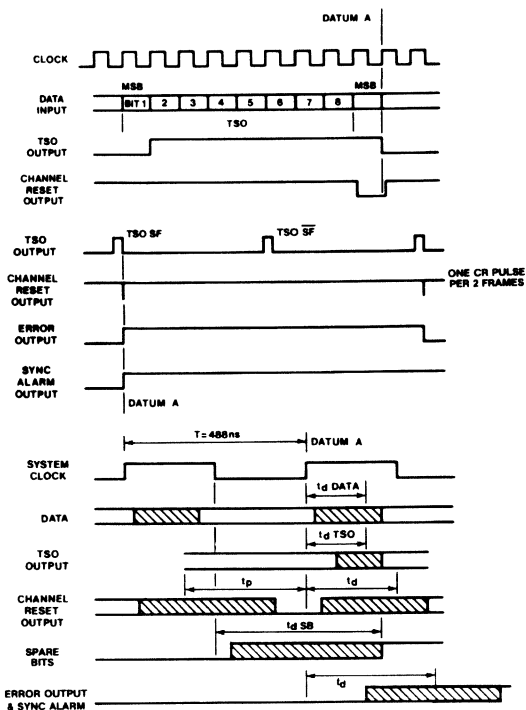 DATUM A
CLOCK
MSB
MSB
DATA INPUT
BIT 1 2 3 4 5 6 7 8
TSO
TSO OUTPUT
CHANNEL RESET OUTPUT
TSO SF
TSO SF
TSO OUTPUT
CHANNEL RESET OUTPUT
ONE CR PULSE PER 2 FRAMES
ERROR OUTPUT
SYNC ALARM OUTPUT
DATUM A
T = 488ns
DATUM A
SYSTEM CLOCK
td DATA
DATA
td TSO
TSO OUTPUT
tp
td
CHANNEL RESET OUTPUT
td SB
SPARE BITS
td
ERROR OUTPUT & SYNC ALARM